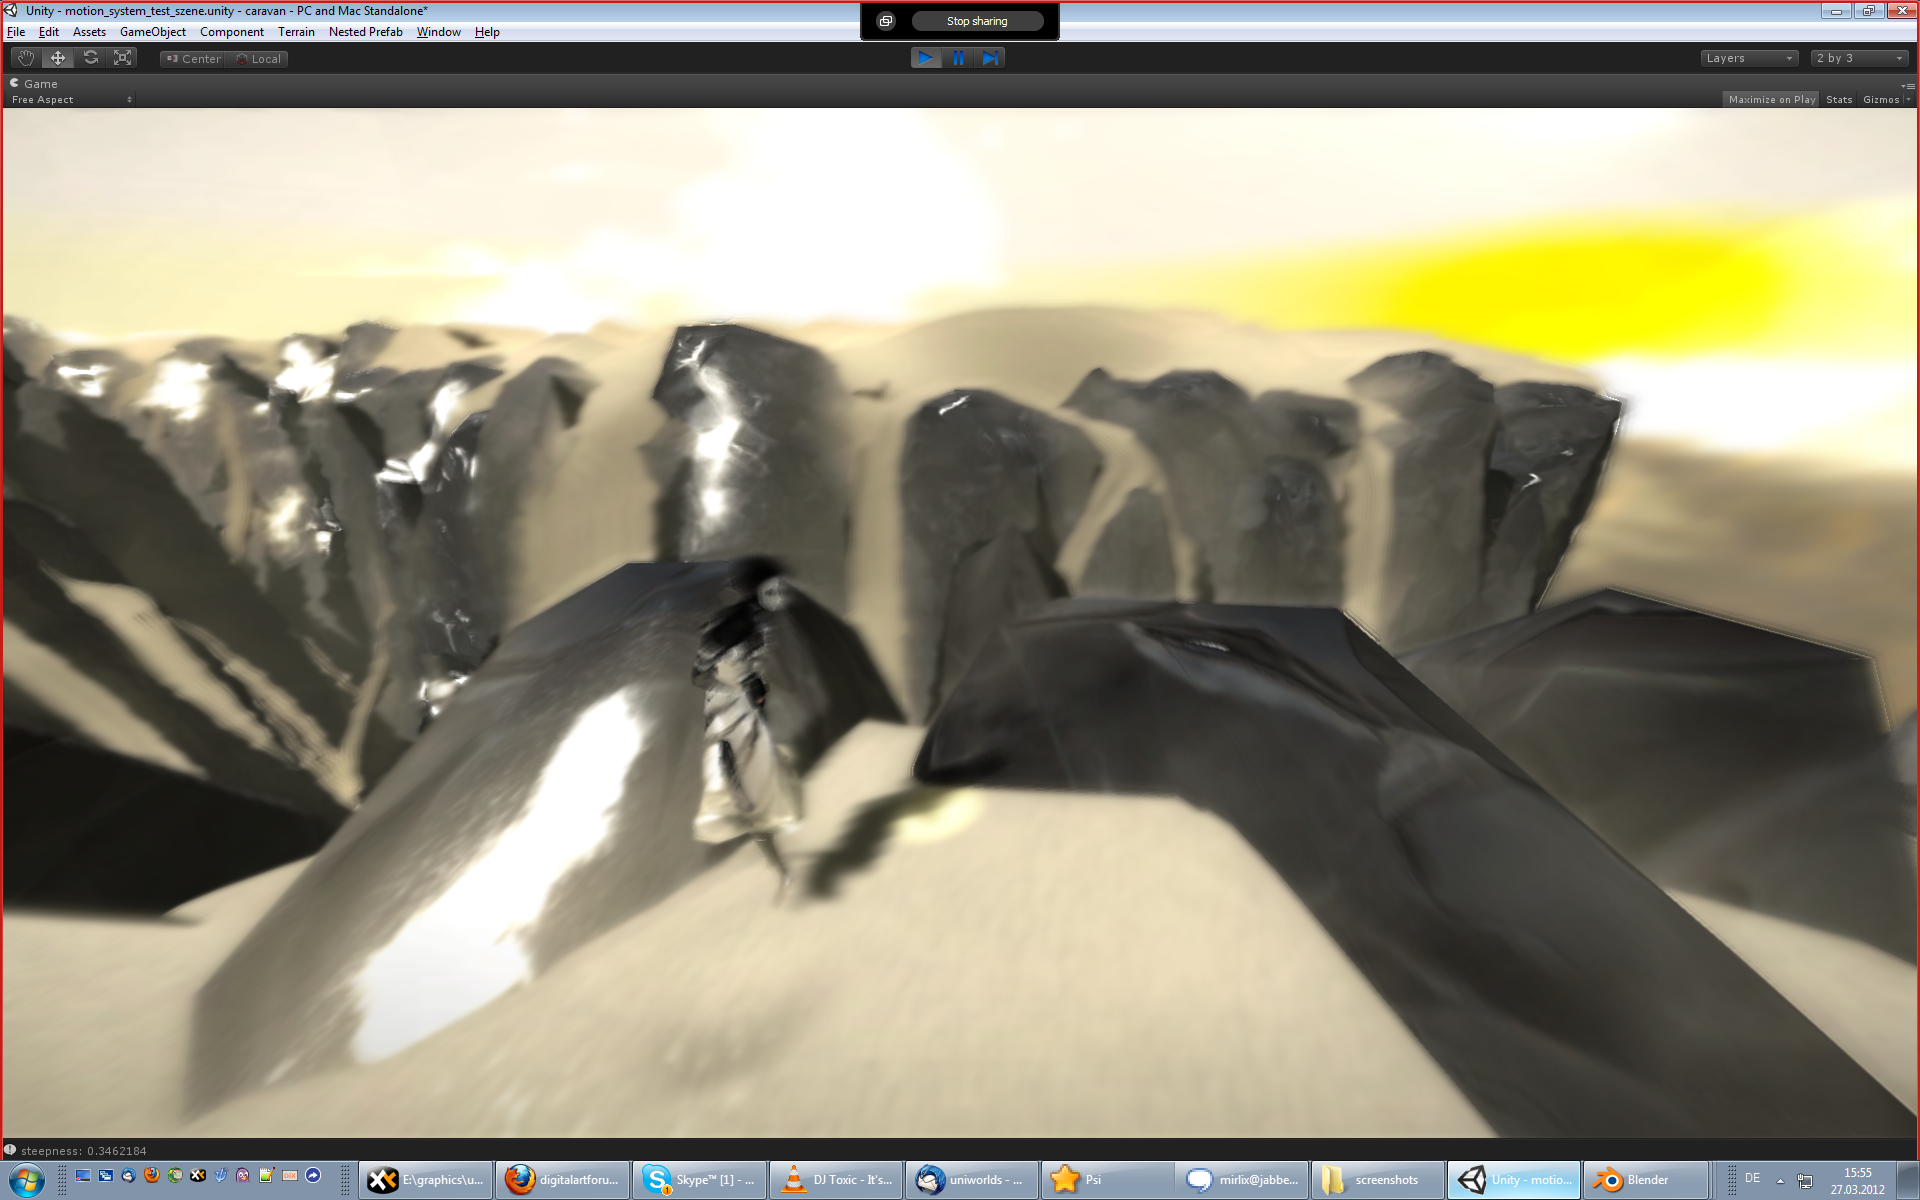 Unity - motion_system_test_szene.unity - caravan - PC and Mac Standalone*
Stop sharing
File Edit Assets GameObject Component Terrain Nested Prefab Window Help
Center Local
Layers 2 by 3
Game
Free Aspect
Maximize on Play Stats Gizmos
steepness: 0.3462184
E:\graphics\u... digitalartforu... Skype™ [1] - ... DJ Toxic - It's... uniworlds - ... Psi mirlix@jabbe... screenshots Unity - motio... Blender DE 15:55
27.03.2012